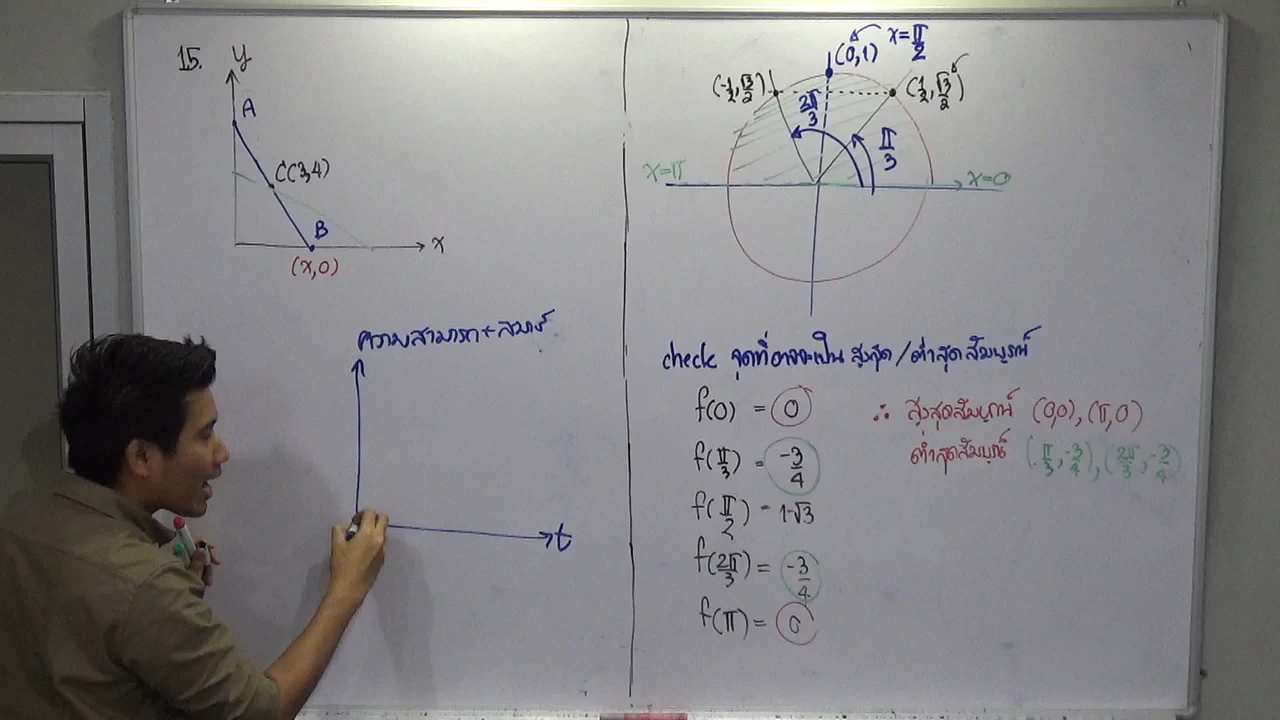 15.
y
A
C(3,4)
B
(x,0)
x
ความสามารถ + สมาธิ
t
(0,1)
x=π/2
(-1/2, √3/2)
(1/2, √3/2)
2π/3
π/3
x=π
x=0
check จุดที่อาจจะเป็น สูงสุด/ต่ำสุดสัมบูรณ์
f(0) = 0
f(π/3) = -3/4
f(π/2) = 1-√3
f(2π/3) = -3/4
f(π) = 0
∴ สูงสุดสัมบูรณ์ (0,0), (π,0)
ต่ำสุดสัมบูรณ์ (π/3, -3/4), (2π/3, -3/4)